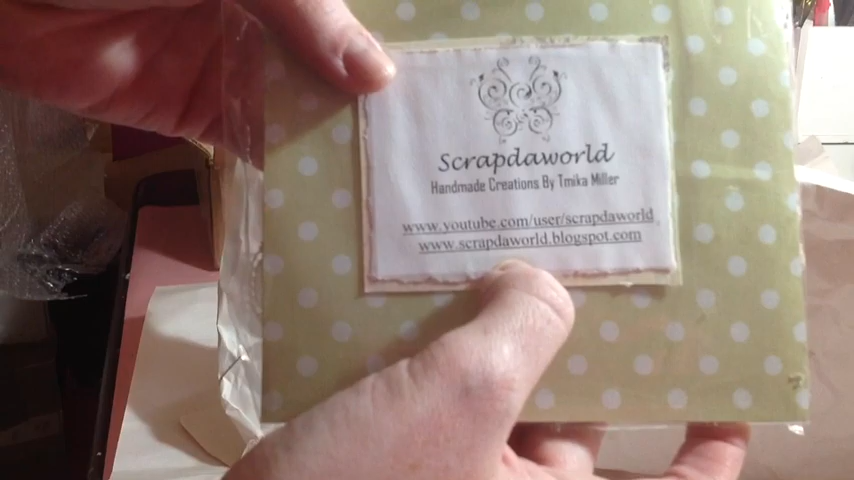 Scrapdaworld
Handmade Creations By Tmika Miller
www.youtube.com/user/scrapdaworld
www.scrapdaworld.blogspot.com